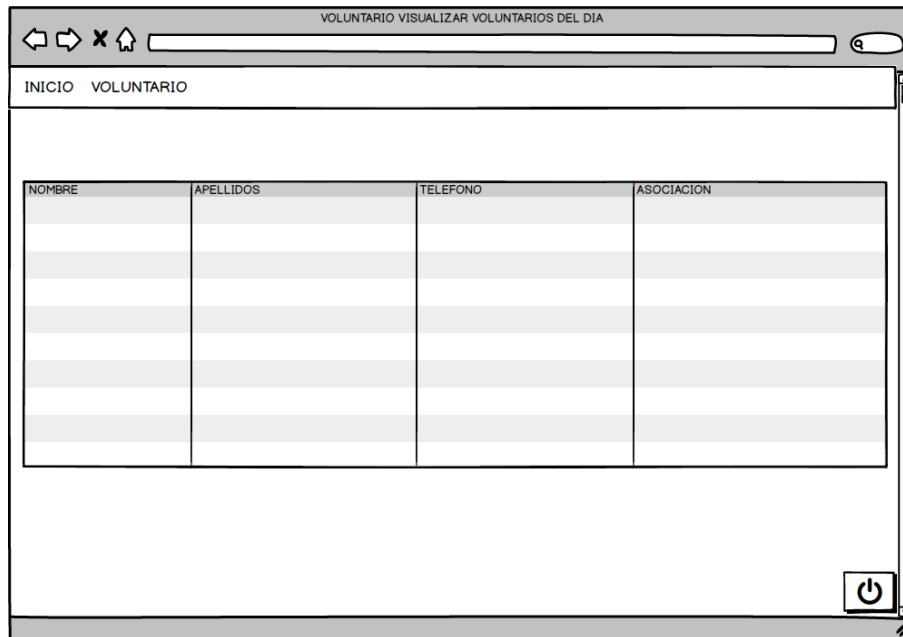 VOLUNTARIO VISUALIZAR VOLUNTARIOS DEL DIA
INICIO VOLUNTARIO
NOMBRE APELLIDOS TELEFONO ASOCIACION